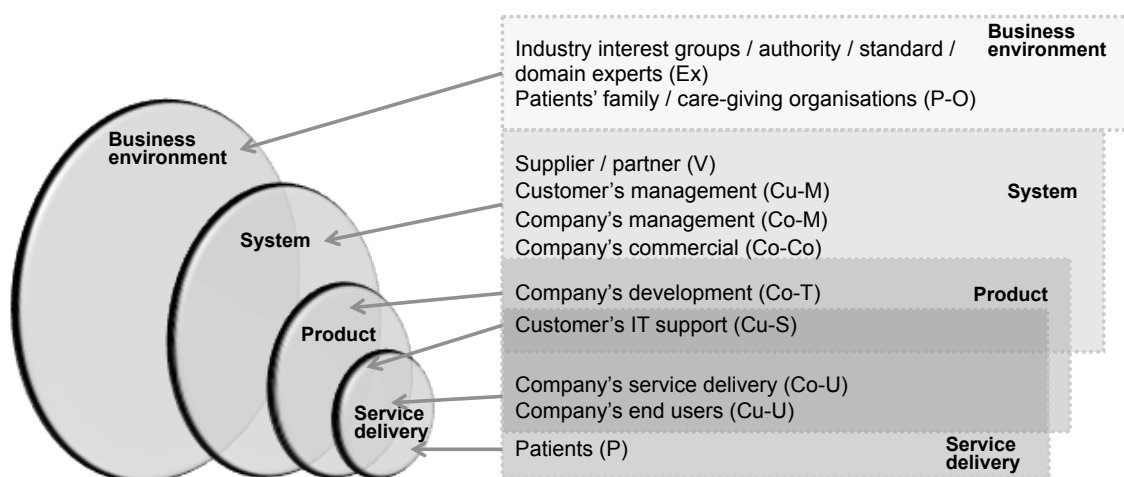 Business
environment
System
Product
Service
delivery
Business
environment
Industry interest groups / authority / standard /
domain experts (Ex)
Patients’ family / care-giving organisations (P-O)
Supplier / partner (V)
Customer’s management (Cu-M)
System
Company’s management (Co-M)
Company’s commercial (Co-Co)
Company’s development (Co-T)
Product
Customer’s IT support (Cu-S)
Company’s service delivery (Co-U)
Company’s end users (Cu-U)
Patients (P)
Service
delivery